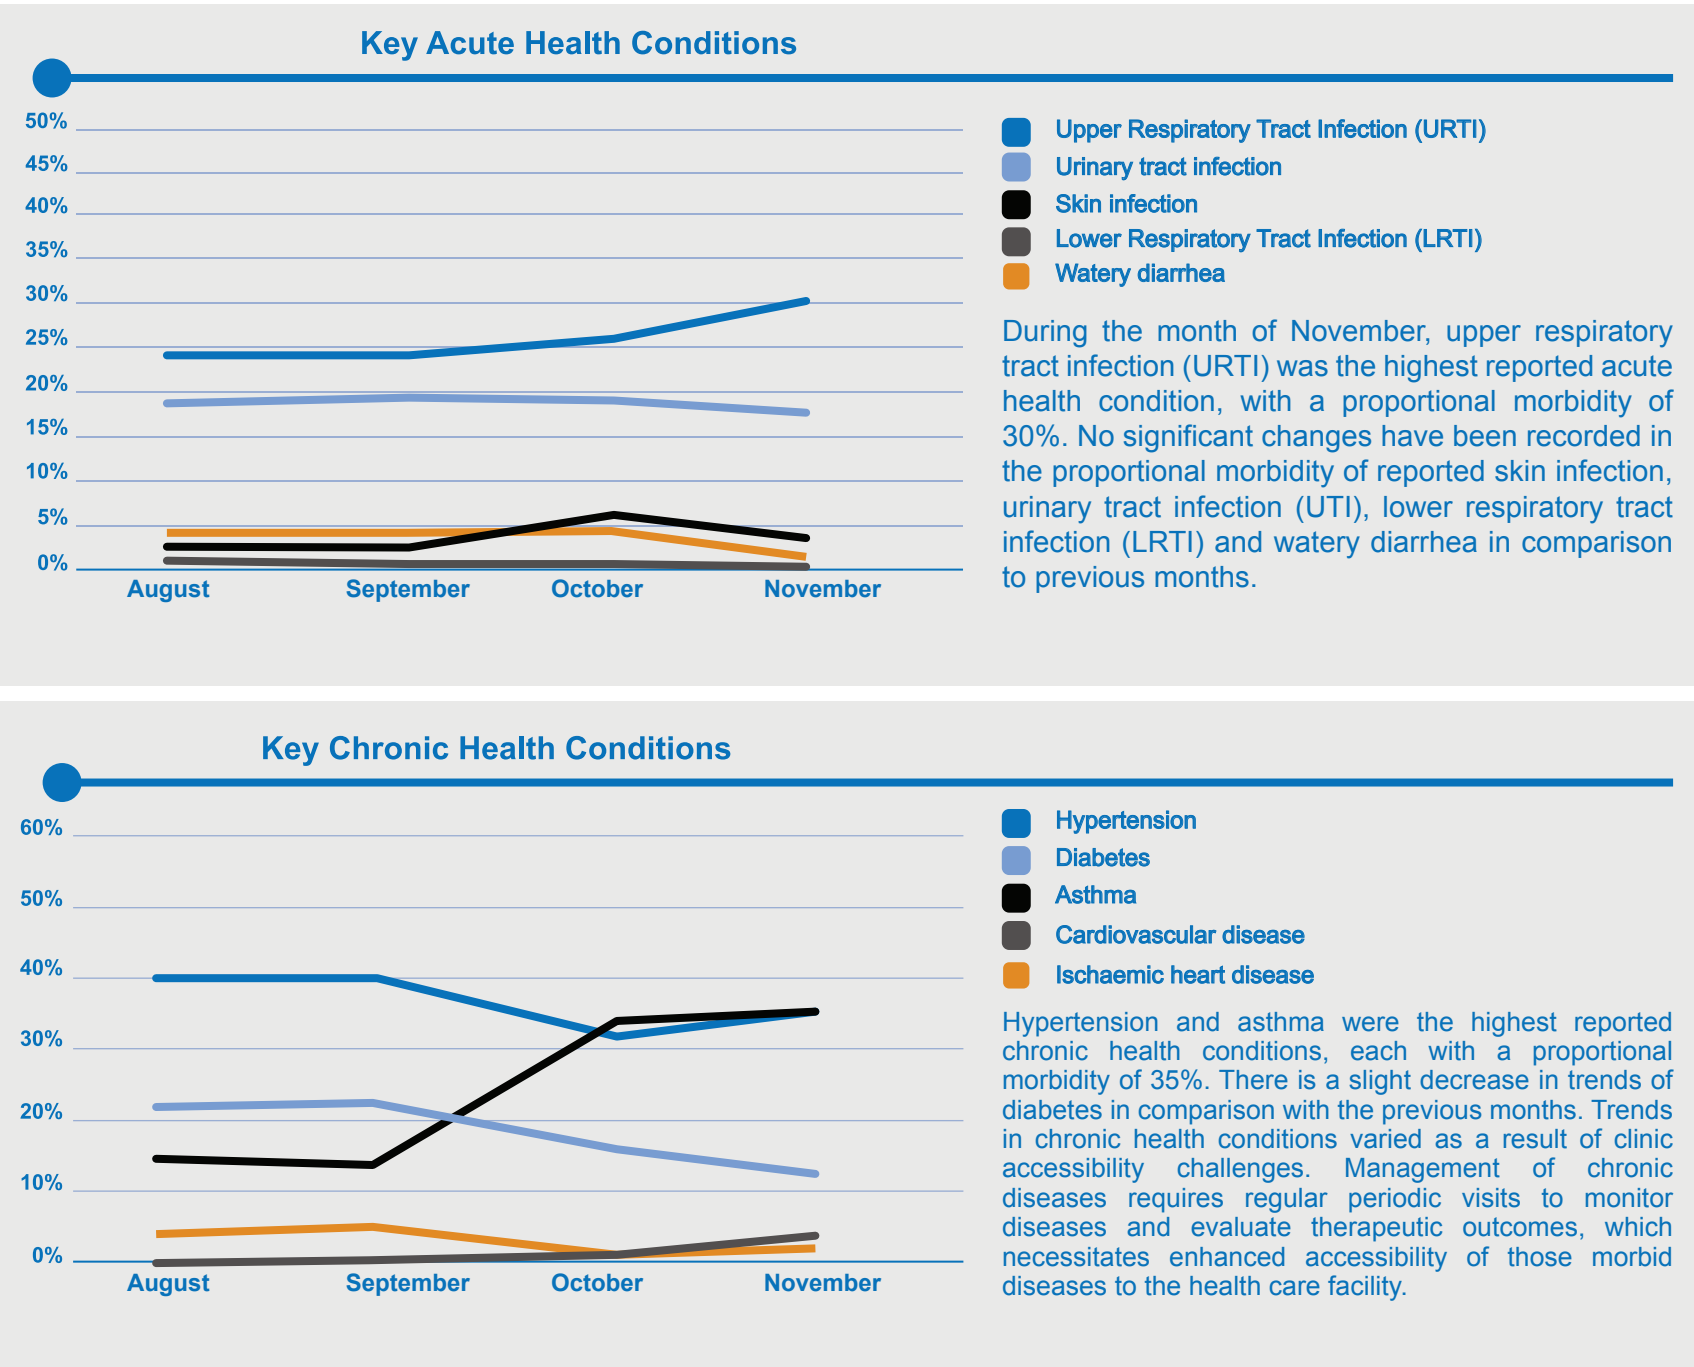 Key Acute Health Conditions
50%
45%
40%
35%
30%
25%
20%
15%
10%
5%
0%
August September October November
Upper Respiratory Tract Infection (URTI)
Urinary tract infection
Skin infection
Lower Respiratory Tract Infection (LRTI)
Watery diarrhea
During the month of November, upper respiratory
tract infection (URTI) was the highest reported acute
health condition, with a proportional morbidity of
30%. No significant changes have been recorded in
the proportional morbidity of reported skin infection,
urinary tract infection (UTI), lower respiratory tract
infection (LRTI) and watery diarrhea in comparison
to previous months.
Key Chronic Health Conditions
60%
50%
40%
30%
20%
10%
0%
August September October November
Hypertension
Diabetes
Asthma
Cardiovascular disease
Ischaemic heart disease
Hypertension and asthma were the highest reported
chronic health conditions, each with a proportional
morbidity of 35%. There is a slight decrease in trends of
diabetes in comparison with the previous months. Trends
in chronic health conditions varied as a result of clinic
accessibility challenges. Management of chronic
diseases requires regular periodic visits to monitor
diseases and evaluate therapeutic outcomes, which
necessitates enhanced accessibility of those morbid
diseases to the health care facility.